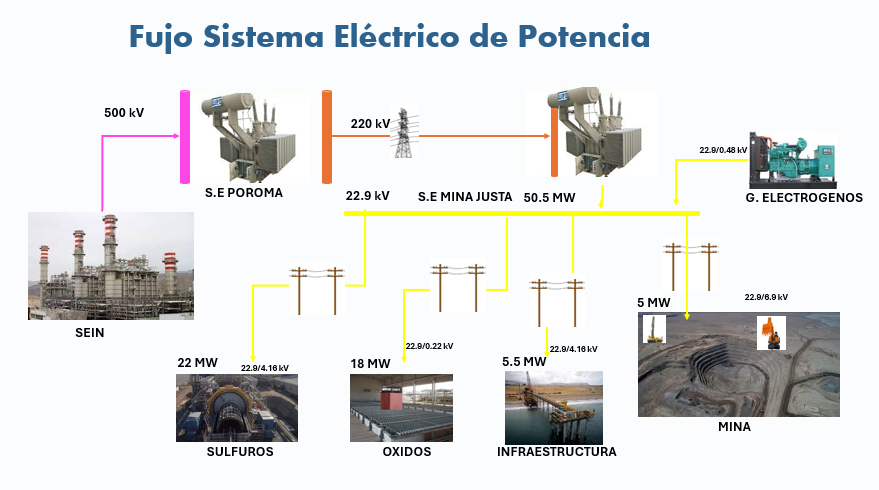 Fujo Sistema Eléctrico de Potencia
500 kV
220 kV
22.9/0.48 kV
S.E POROMA
22.9 kV
S.E MINA JUSTA
50.5 MW
G. ELECTROGENOS
SEIN
5 MW
22.9/6.9 kV
22 MW
22.9/4.16 kV
22.9/0.22 kV
18 MW
22.9/4.16 kV
5.5 MW
SULFUROS
OXIDOS
INFRAESTRUCTURA
MINA